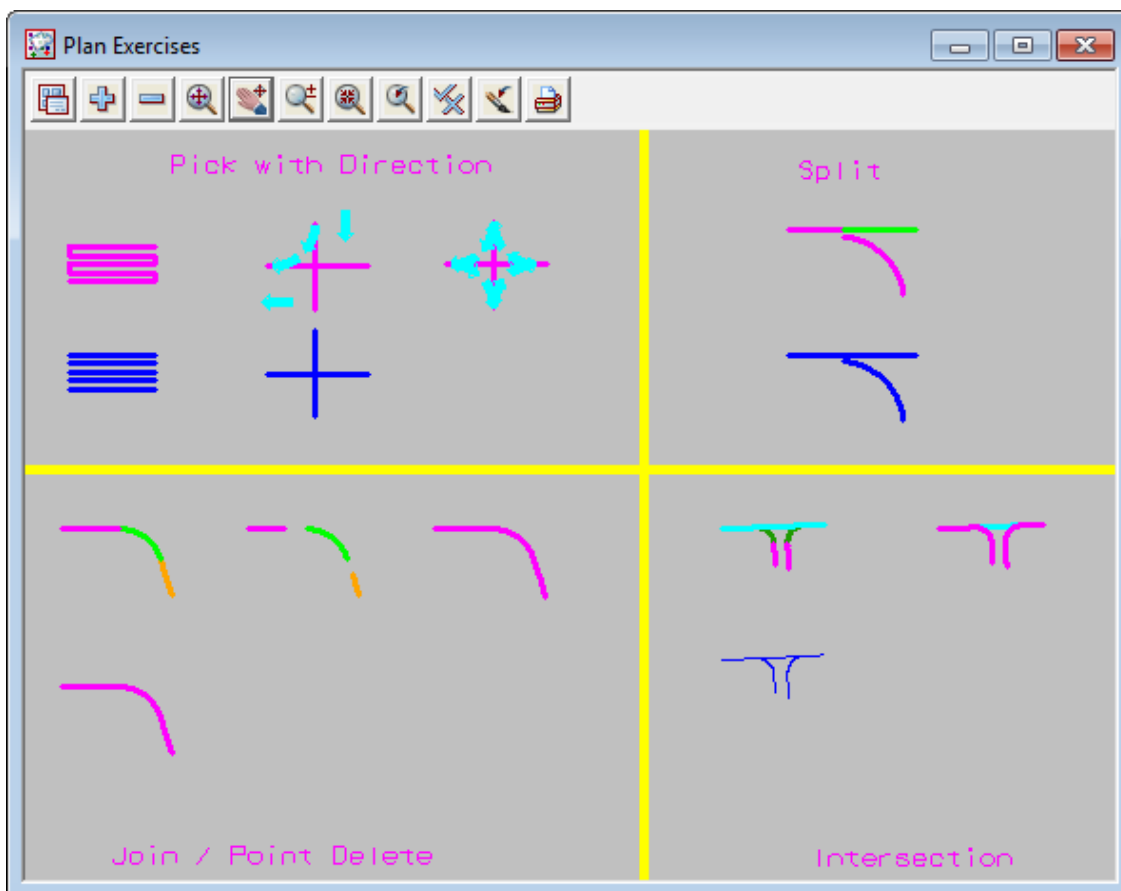 Plan Exercises
Pick with Direction
Split
Join / Point Delete
Intersection